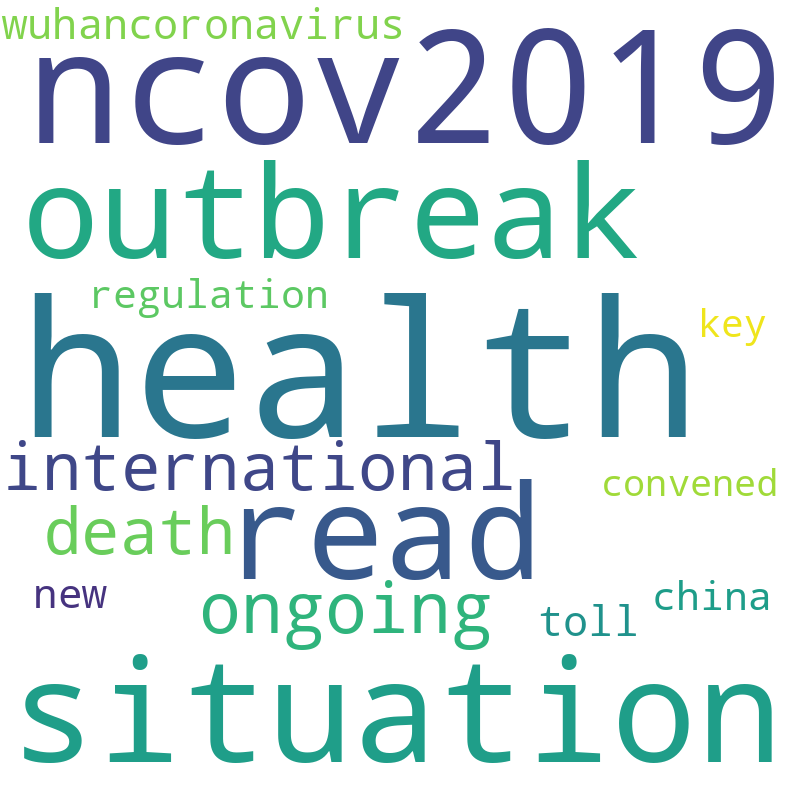 wuhancoronavirus
ncov2019
outbreak
regulation
health
key
international
convened
read
death
new
ongoing
china
toll
situation